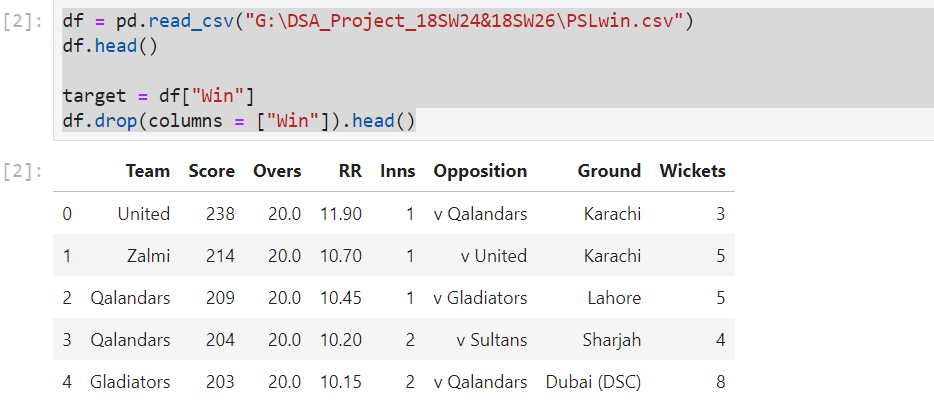 [2]: df = pd.read_csv("G:\DSA_Project_18SW24&18SW26\PSLwin.csv")
df.head()
target = df["Win"]
df.drop(columns = ["Win"]).head()
[2]: Team Score Overs RR Inns Opposition Ground Wickets
0 United 238 20.0 11.90 1 v Qalandars Karachi 3
1 Zalmi 214 20.0 10.70 1 v United Karachi 5
2 Qalandars 209 20.0 10.45 1 v Gladiators Lahore 5
3 Qalandars 204 20.0 10.20 2 v Sultans Sharjah 4
4 Gladiators 203 20.0 10.15 2 v Qalandars Dubai (DSC) 8